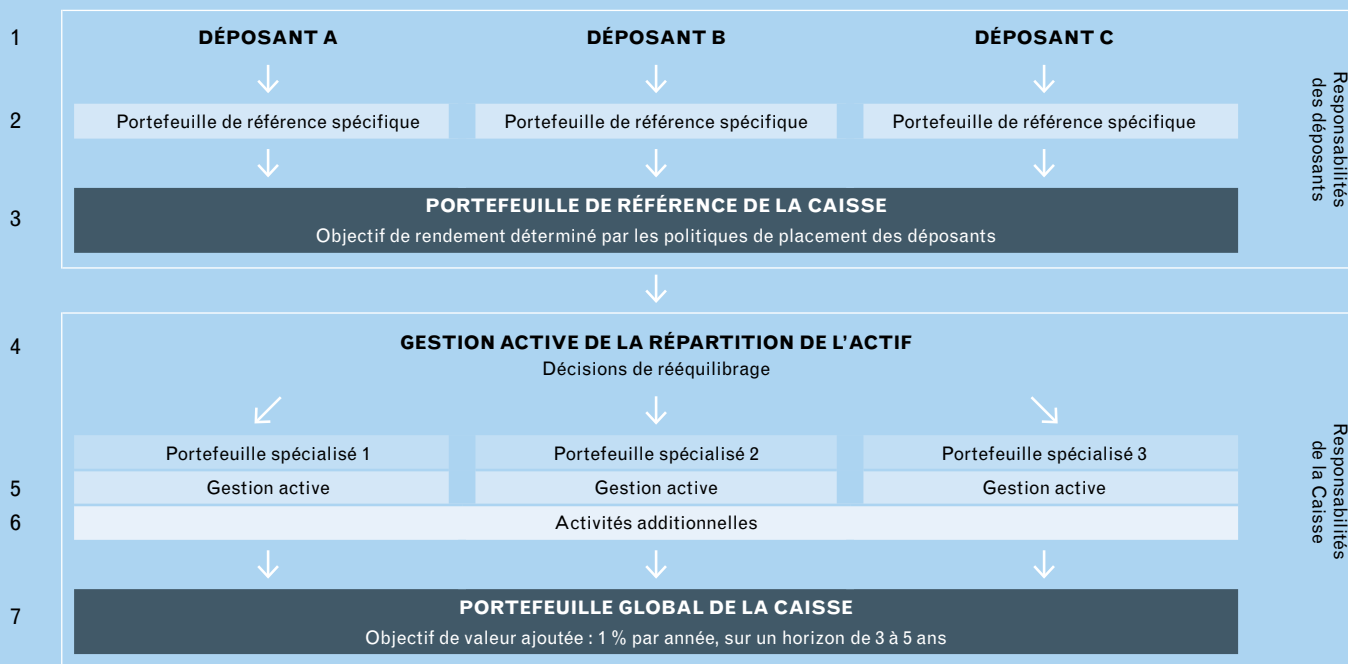 1 DÉPOSANT A DÉPOSANT B DÉPOSANT C
2 Portefeuille de référence spécifique Portefeuille de référence spécifique Portefeuille de référence spécifique
3
PORTEFEUILLE DE RÉFÉRENCE DE LA CAISSE
Objectif de rendement déterminé par les politiques de placement des déposants
Responsabilités
des déposants
4 GESTION ACTIVE DE LA RÉPARTITION DE L’ACTIF
Décisions de rééquilibrage
Portefeuille spécialisé 1 Portefeuille spécialisé 2 Portefeuille spécialisé 3
5 Gestion active Gestion active Gestion active
6 Activités additionnelles
7
PORTEFEUILLE GLOBAL DE LA CAISSE
Objectif de valeur ajoutée : 1 % par année, sur un horizon de 3 à 5 ans
Responsabilités
de la Caisse